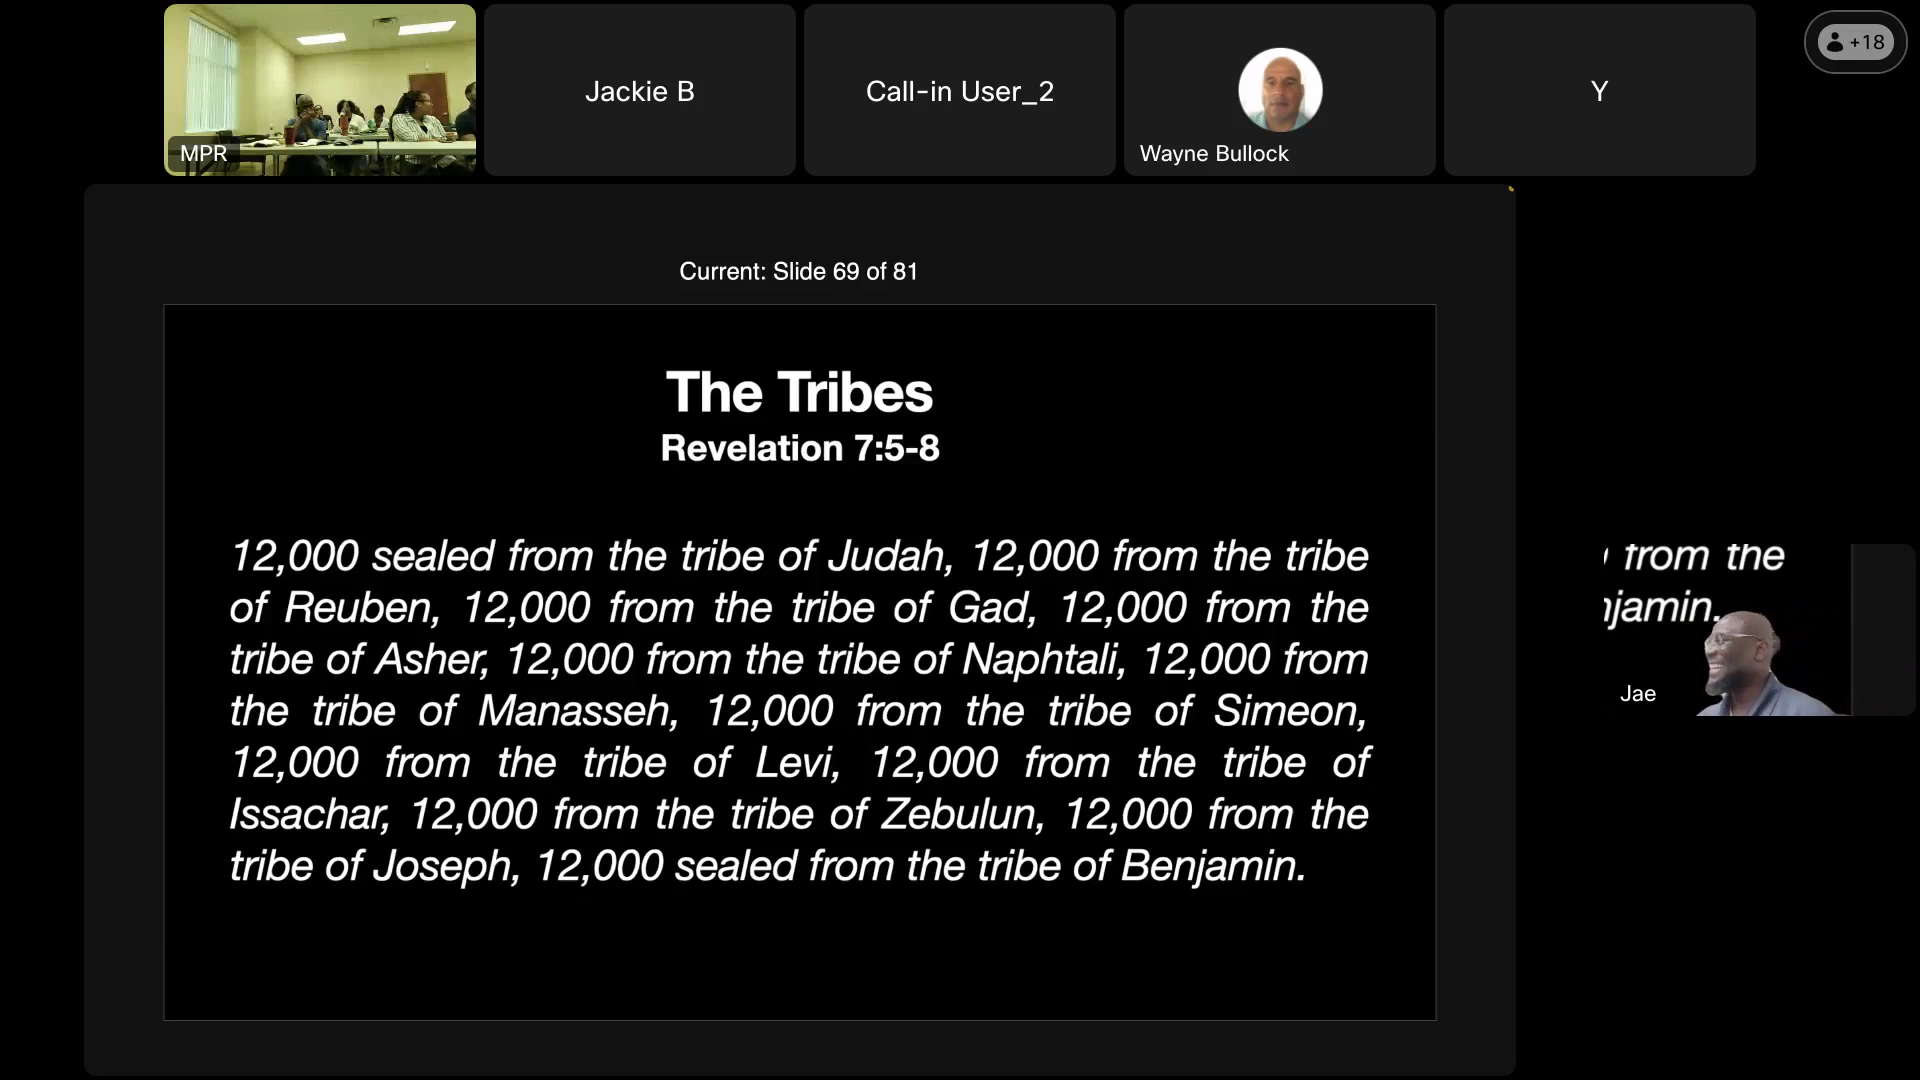 Jackie B
Call-in User_2
Y
+18
MPR
Wayne Bullock
Current: Slide 69 of 81
The Tribes
Revelation 7:5-8
12,000 sealed from the tribe of Judah, 12,000 from the tribe
of Reuben, 12,000 from the tribe of Gad, 12,000 from the
tribe of Asher, 12,000 from the tribe of Naphtali, 12,000 from
the tribe of Manasseh, 12,000 from the tribe of Simeon,
12,000 from the tribe of Levi, 12,000 from the tribe of
Issachar, 12,000 from the tribe of Zebulun, 12,000 from the
tribe of Joseph, 12,000 sealed from the tribe of Benjamin.
from the
njamin.
Jae